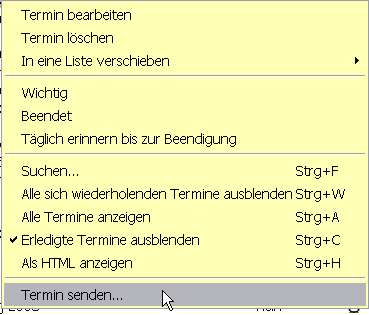 Termin bearbeiten
Termin löschen
In eine Liste verschieben
Wichtig
Beendet
Täglich erinnern bis zur Beendigung
Suchen... Strg+F
Alle sich wiederholenden Termine ausblenden Strg+W
Alle Termine anzeigen Strg+A
Erledigte Termine ausblenden Strg+C
Als HTML anzeigen Strg+H
Termin senden...